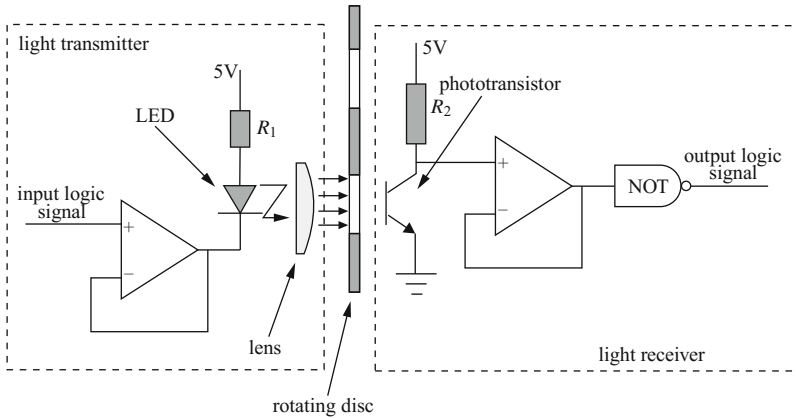 light transmitter
5V
LED
R1
input logic
signal
+
−
lens
rotating disc
5V
phototransistor
R2
+
−
NOT
output logic
signal
light receiver